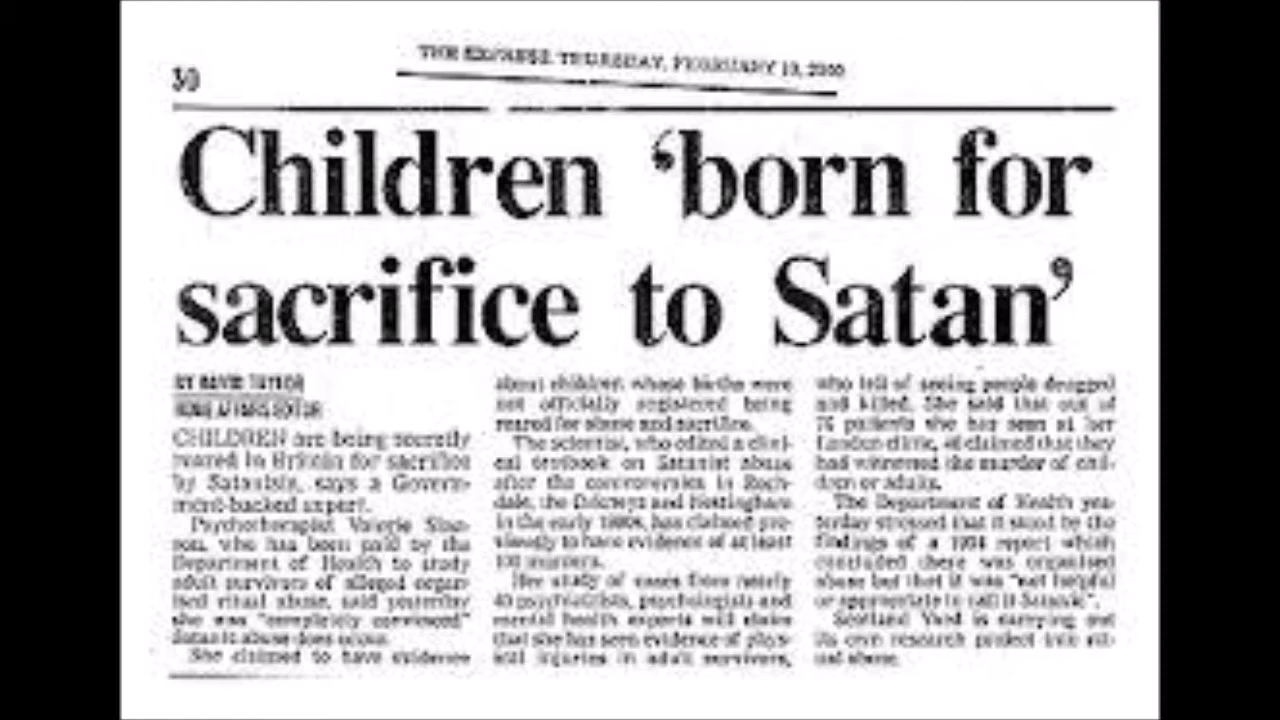 THE EXPRESS, THURSDAY, FEBRUARY 10, 2000
30
Children ‘born for
sacrifice to Satan’
BY DAVID TAYLOR
HOME AFFAIRS EDITOR
CHILDREN are being secretly
reared in Britain for sacrifice
by Satanists, says a Govern-
ment-backed expert.
Psychotherapist Valerie Sina-
son, who has been paid by the
Department of Health to study
adult survivors of alleged organ-
ised ritual abuse, said yesterday
she was "completely convinced"
Satanic abuse does occur.
She claimed to have evidence
about children whose births were
not officially registered being
reared for abuse and sacrifice.
The scientist, who edited a clini-
cal textbook on Satanist abuse
after the controversies in Roch-
dale, the Orkneys and Nottingham
in the early 1990s, has claimed pre-
viously to have evidence of at least
100 murders.
Her study of cases from nearly
40 psychiatrists, psychologists and
mental health experts will claim
that she has seen evidence of phys-
ical injuries in adult survivors,
who tell of seeing people drugged
and killed. She said that out of
76 patients she has seen at her
London clinic, 46 claimed that they
had witnessed the murder of chil-
dren or adults.
The Department of Health yes-
terday stressed that it stood by the
findings of a 1994 report which
concluded there was organised
abuse but that it was "not helpful
or appropriate to call it Satanic".
Scotland Yard is carrying out
its own research project into rit-
ual abuse.